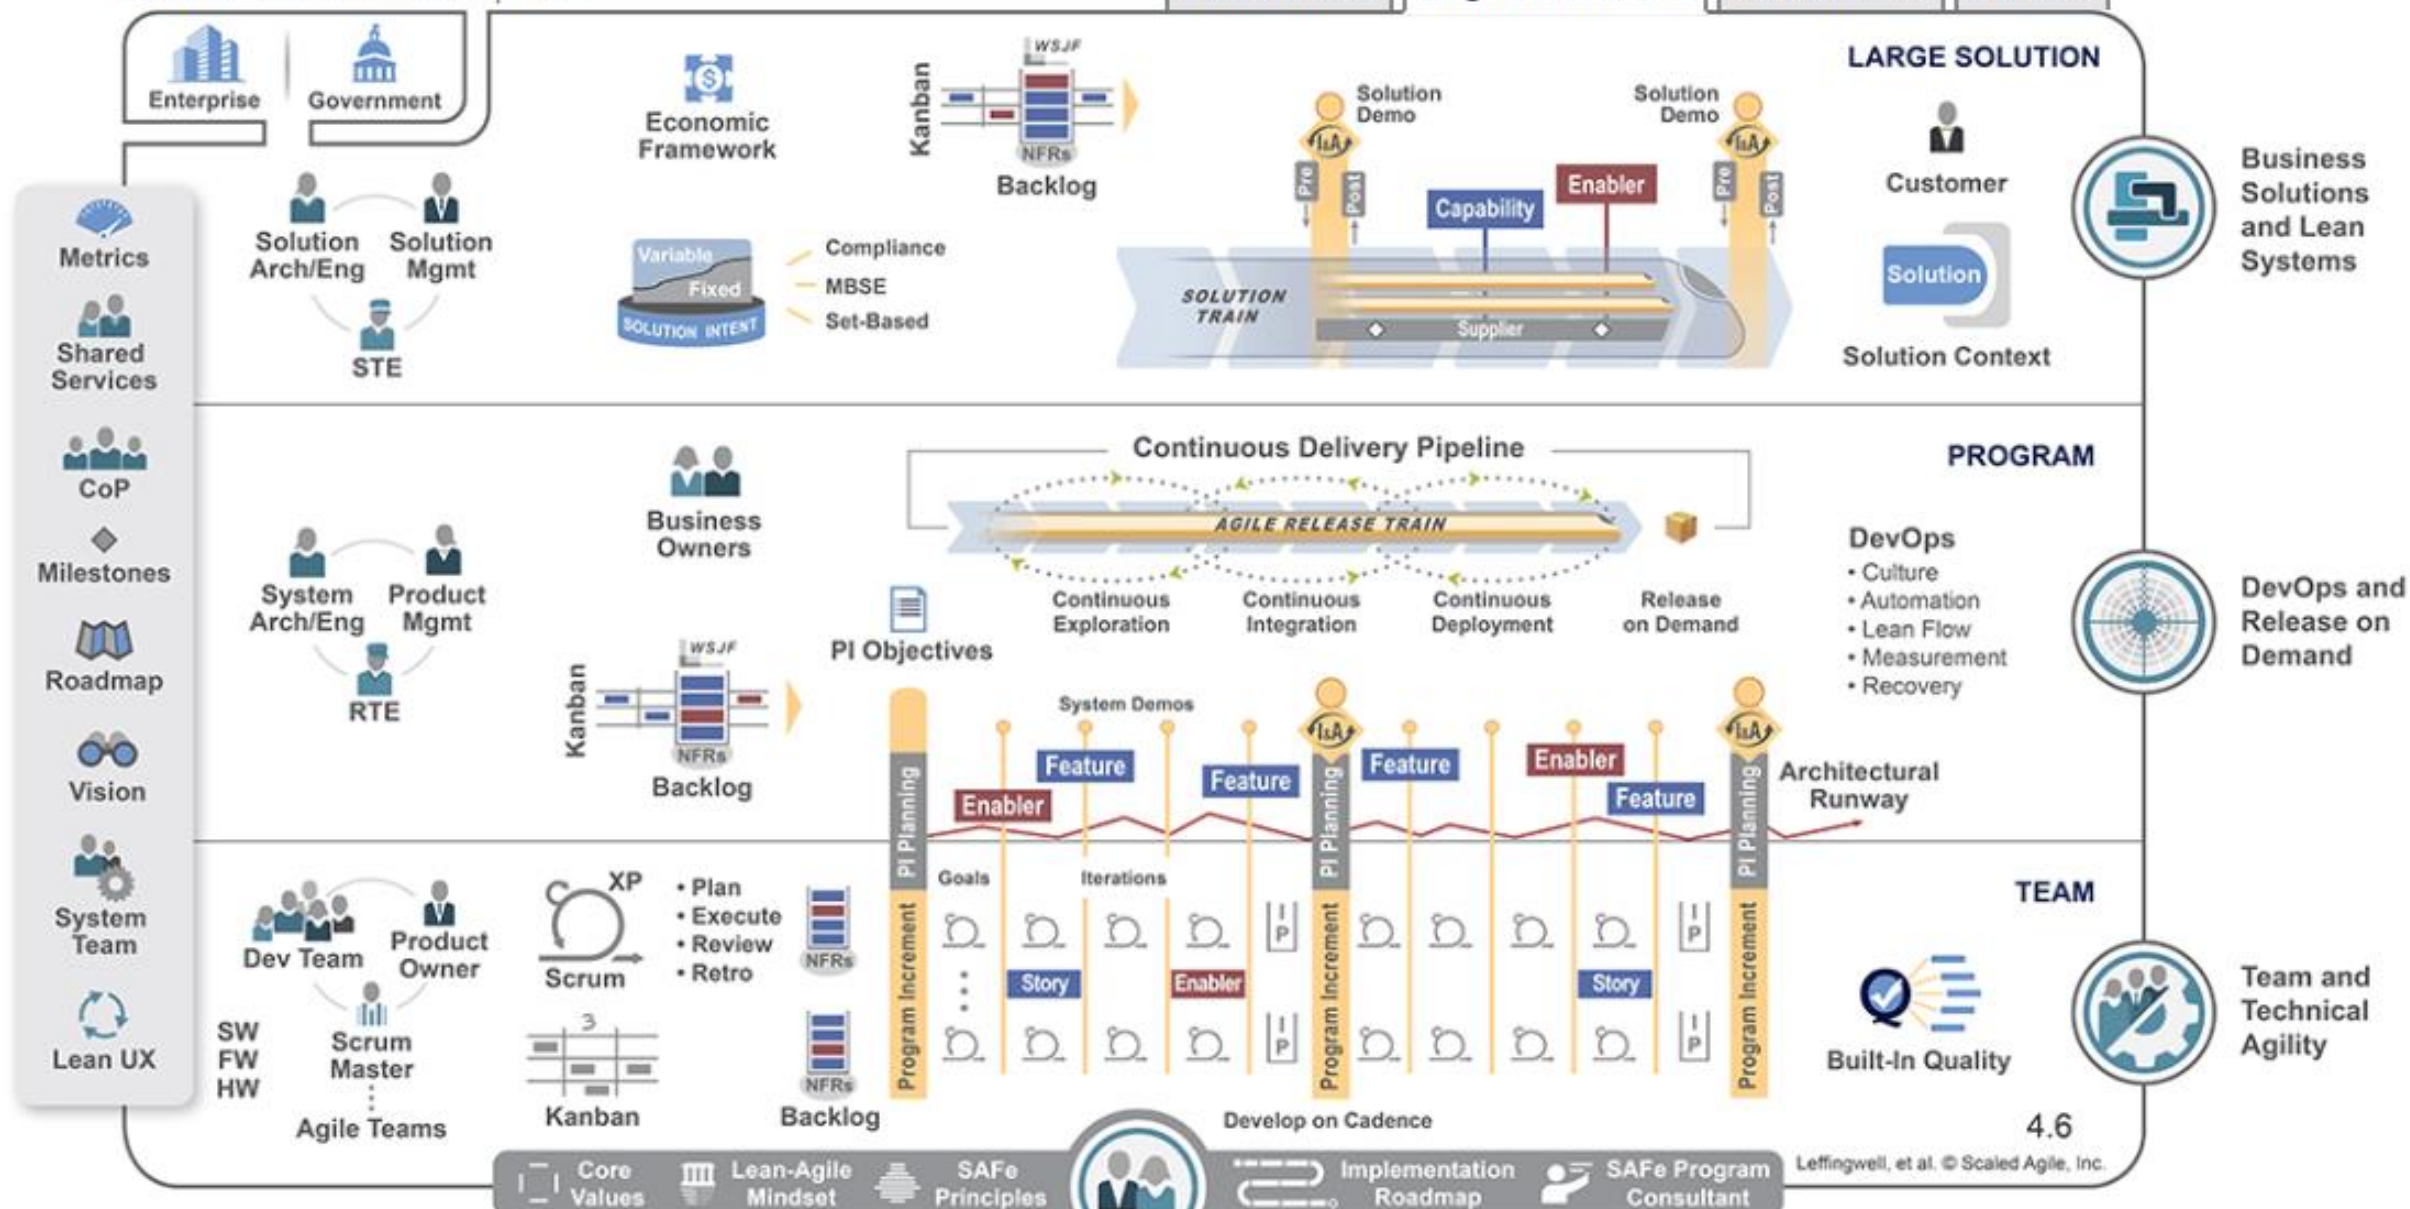 Enterprise
Government
Economic
Framework
Kanban
WSJF
NFRs
Backlog
Solution
Demo
I&A
Pre
Post
Capability
Enabler
Solution
Demo
I&A
Pre
Post
LARGE SOLUTION
Customer
Business
Solutions
and Lean
Systems
Metrics
Shared
Services
CoP
Milestones
Roadmap
Vision
System
Team
Lean UX
Solution
Arch/Eng
Solution
Mgmt
STE
Variable
Fixed
SOLUTION INTENT
Compliance
MBSE
Set-Based
SOLUTION
TRAIN
Supplier
Solution
Solution Context
PROGRAM
Business
Owners
Continuous Delivery Pipeline
AGILE RELEASE TRAIN
Continuous
Exploration
Continuous
Integration
Continuous
Deployment
Release
on Demand
DevOps
• Culture
• Automation
• Lean Flow
• Measurement
• Recovery
DevOps and
Release on
Demand
System
Arch/Eng
Product
Mgmt
RTE
Kanban
WSJF
NFRs
Backlog
PI Objectives
System Demos
Enabler
Feature
Feature
I&A
Feature
Enabler
Feature
I&A
Architectural
Runway
PI Planning
PI Planning
PI Planning
TEAM
Dev Team
Product
Owner
Scrum
Master
Agile Teams
SW
FW
HW
XP
Scrum
• Plan
• Execute
• Review
• Retro
3
Kanban
NFRs
NFRs
Backlog
Program Increment
Goals
Iterations
Story
Enabler
I
P
I
P
Program Increment
Story
I
P
I
P
Program Increment
Built-In Quality
Team and
Technical
Agility
Develop on Cadence
4.6
Leffingwell, et al. © Scaled Agile, Inc.
Core
Values
Lean-Agile
Mindset
SAFe
Principles
Implementation
Roadmap
SAFe Program
Consultant